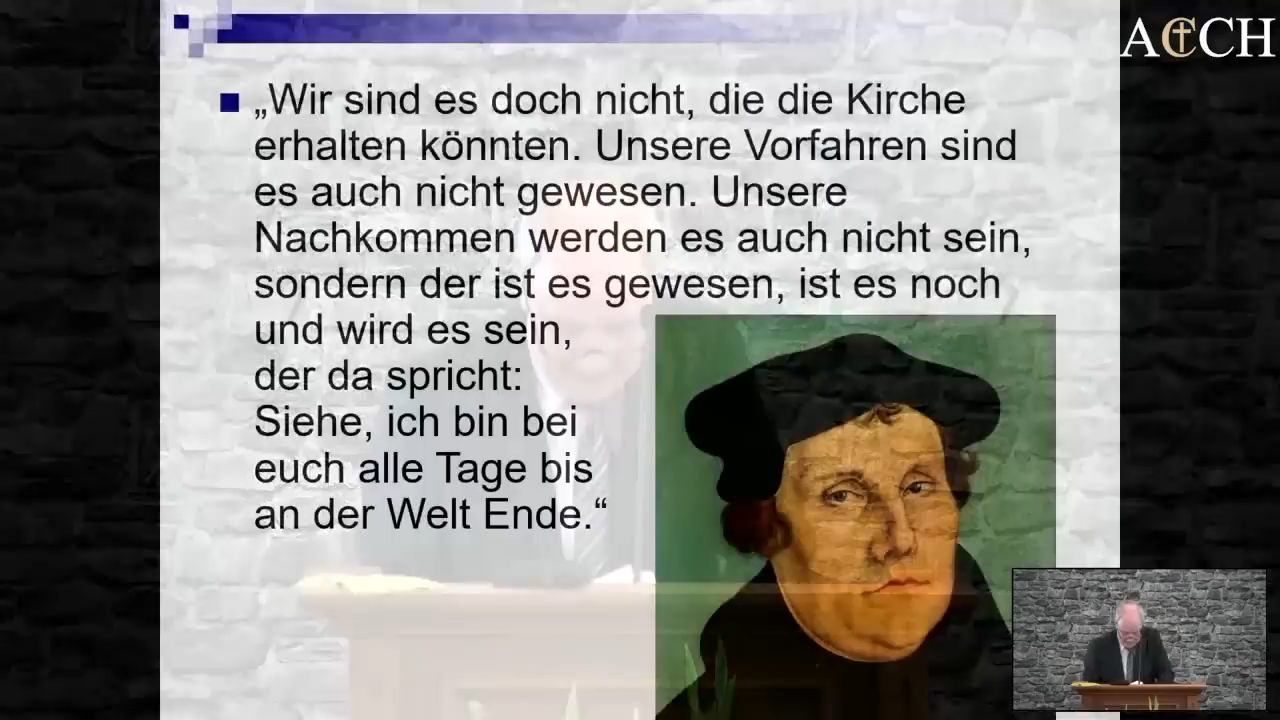 ACCH
„Wir sind es doch nicht, die die Kirche
erhalten könnten. Unsere Vorfahren sind
es auch nicht gewesen. Unsere
Nachkommen werden es auch nicht sein,
sondern der ist es gewesen, ist es noch
und wird es sein,
der da spricht:
Siehe, ich bin bei
euch alle Tage bis
an der Welt Ende.“